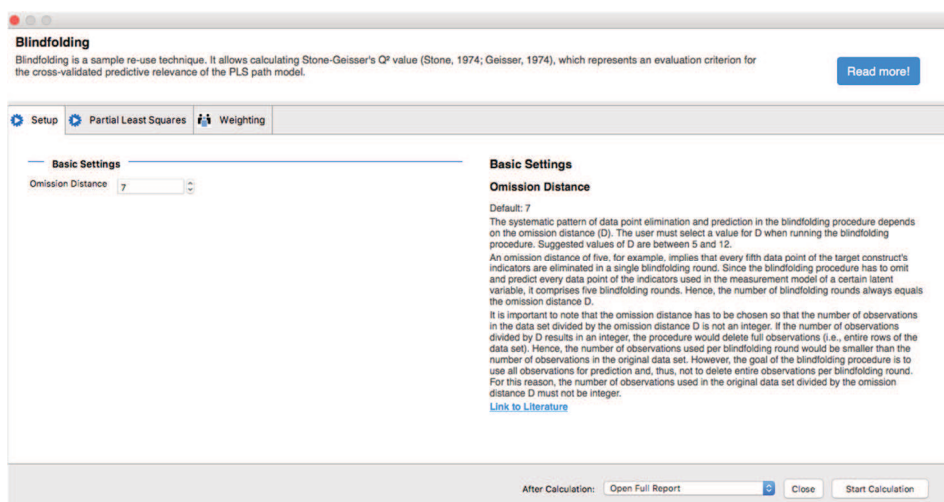 Blindfolding
Blindfolding is a sample re-use technique. It allows calculating Stone-Geisser's Q² value (Stone, 1974; Geisser, 1974), which represents an evaluation criterion for
the cross-validated predictive relevance of the PLS path model.
Read more!
Setup Partial Least Squares Weighting
Basic Settings
Omission Distance 7
Basic Settings
Omission Distance
Default: 7
The systematic pattern of data point elimination and prediction in the blindfolding procedure depends
on the omission distance (D). The user must select a value for D when running the blindfolding
procedure. Suggested values of D are between 5 and 12.
An omission distance of five, for example, implies that every fifth data point of the target construct's
indicators are eliminated in a single blindfolding round. Since the blindfolding procedure has to omit
and predict every data point of the indicators used in the measurement model of a certain latent
variable, it comprises five blindfolding rounds. Hence, the number of blindfolding rounds always equals
the omission distance D.
It is important to note that the omission distance has to be chosen so that the number of observations
in the data set divided by the omission distance D is not an integer. If the number of observations
divided by D results in an integer, the procedure would delete full observations (i.e., entire rows of the
data set). Hence, the number of observations used per blindfolding round would be smaller than the
number of observations in the original data set. However, the goal of the blindfolding procedure is to
use all observations for prediction and, thus, not to delete entire observations per blindfolding round.
For this reason, the number of observations used in the original data set divided by the omission
distance D must not be integer.
Link to Literature
After Calculation: Open Full Report Close Start Calculation